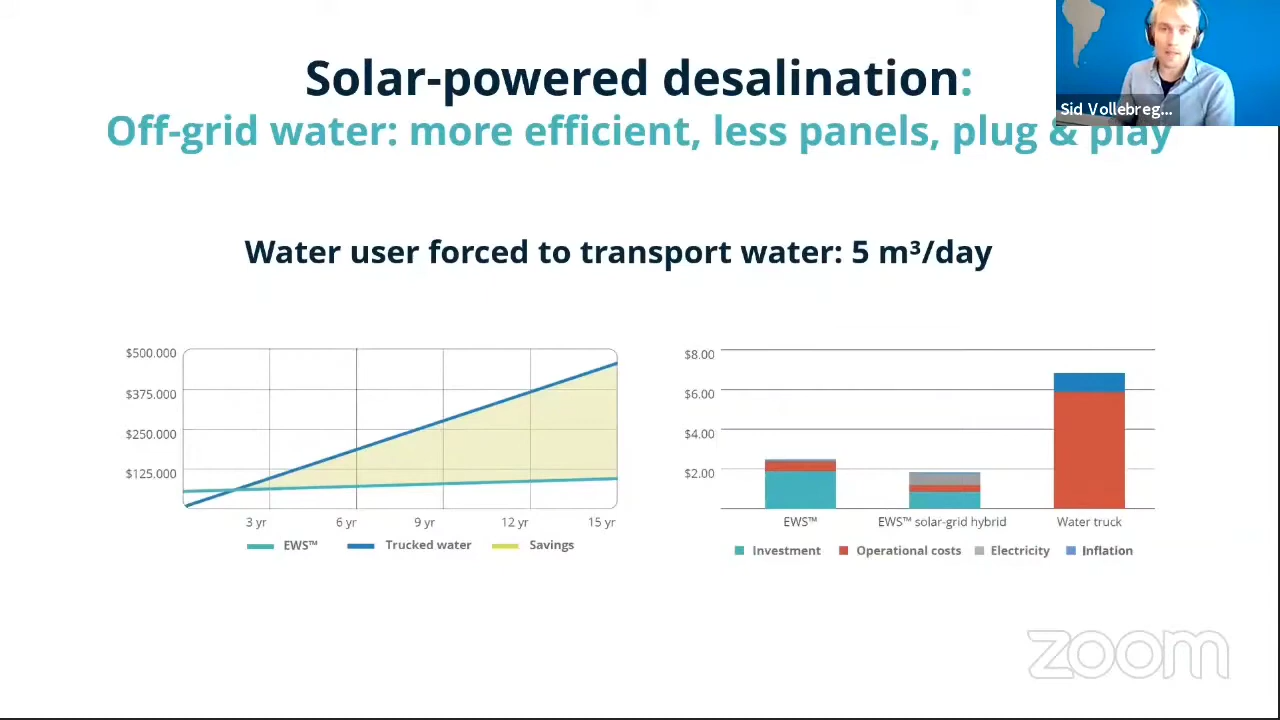 Solar-powered desalination:
Off-grid water: more efficient, less panels, plug & play
Sid Vollebreg...
Water user forced to transport water: 5 m³/day
$500.000
$375.000
$250.000
$125.000
3 yr 6 yr 9 yr 12 yr 15 yr
EWS™ Trucked water Savings
$8.00
$6.00
$4.00
$2.00
EWS™ EWS™ solar-grid hybrid Water truck
Investment Operational costs Electricity Inflation
zoom